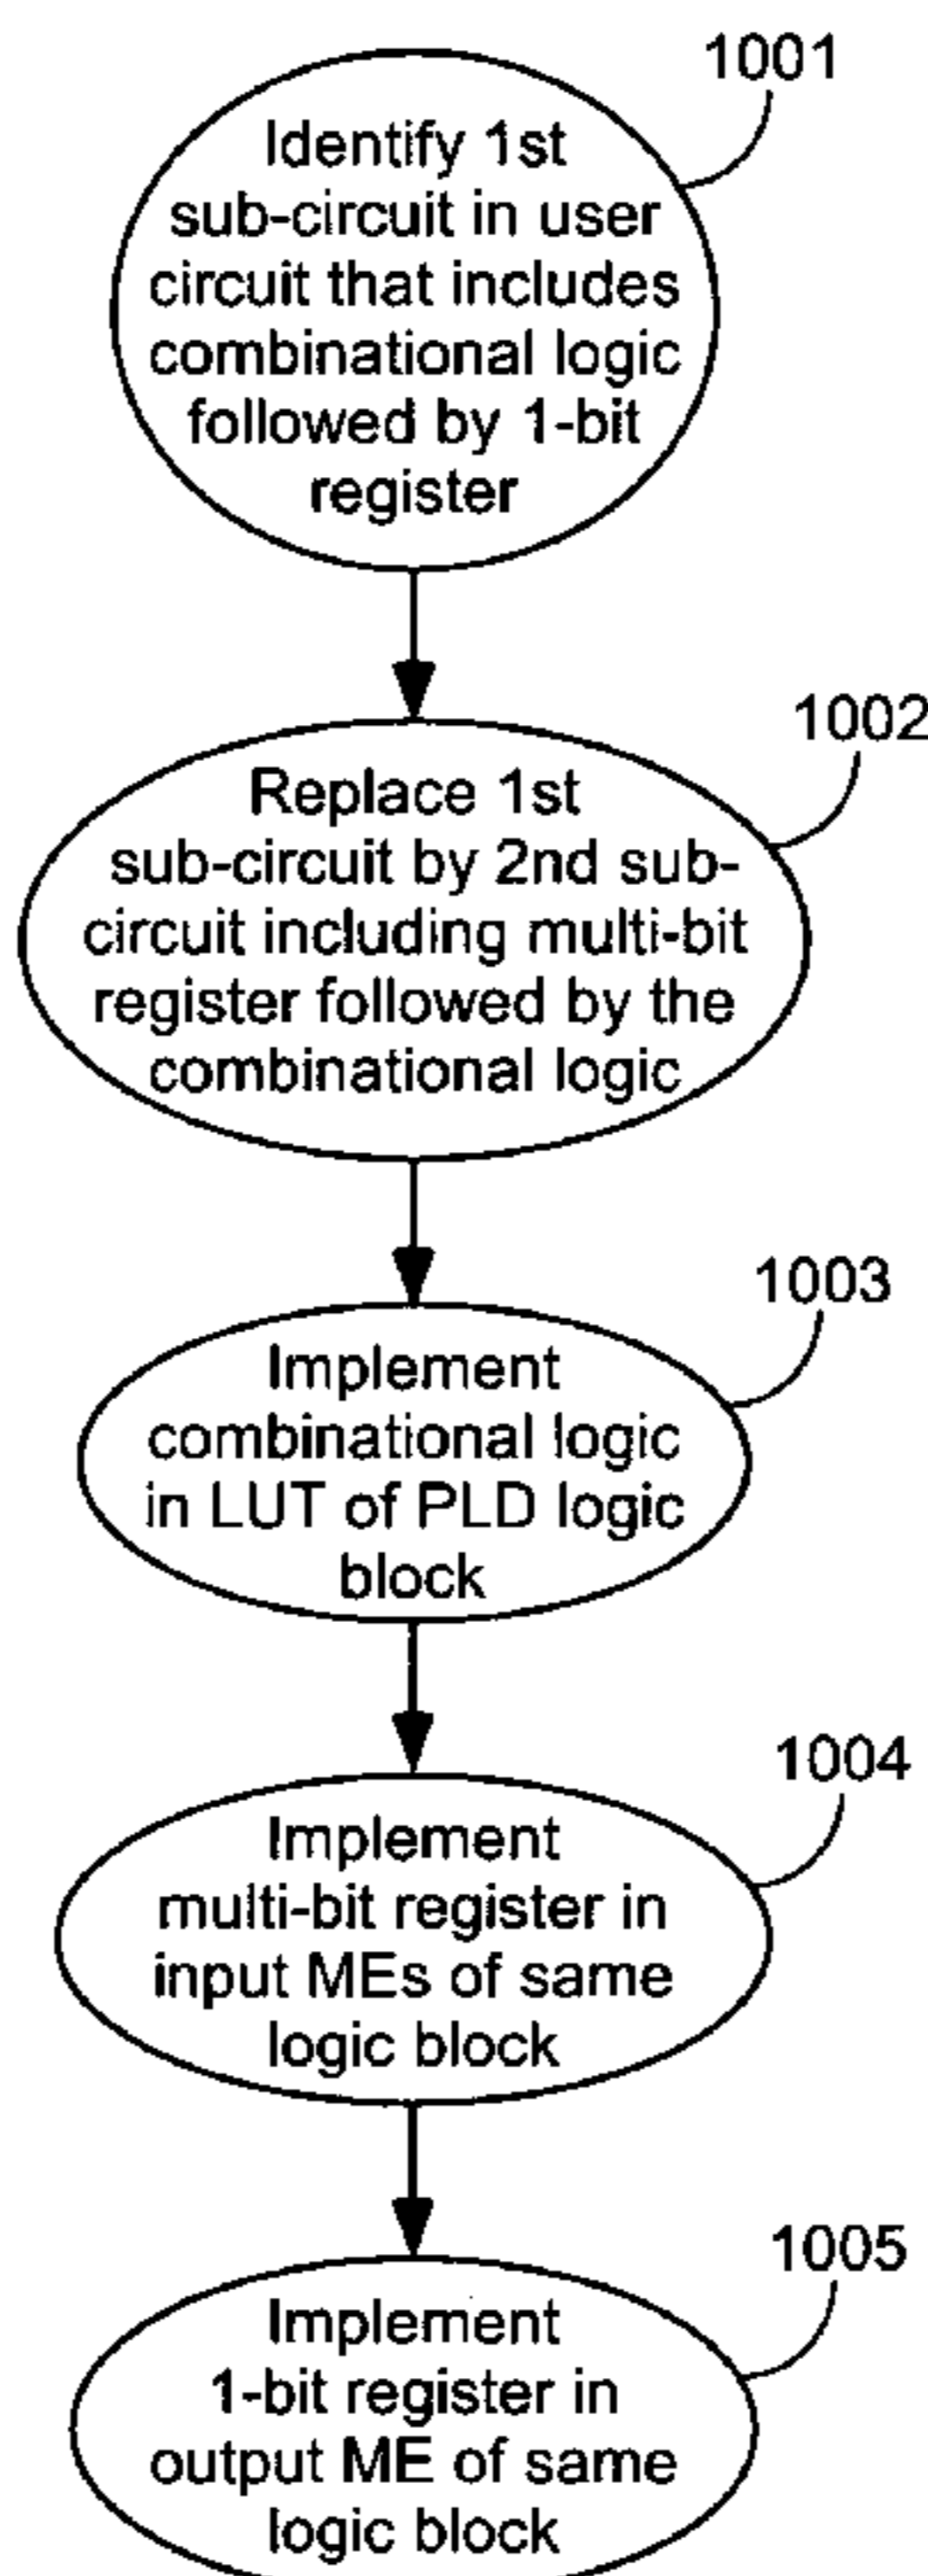 1001
Identify 1st
sub-circuit in user
circuit that includes
combinational logic
followed by 1-bit
register
1002
Replace 1st
sub-circuit by 2nd sub-
circuit including multi-bit
register followed by the
combinational logic
1003
Implement
combinational logic
in LUT of PLD logic
block
1004
Implement
multi-bit register in
input MEs of same
logic block
1005
Implement
1-bit register in
output ME of same
logic block